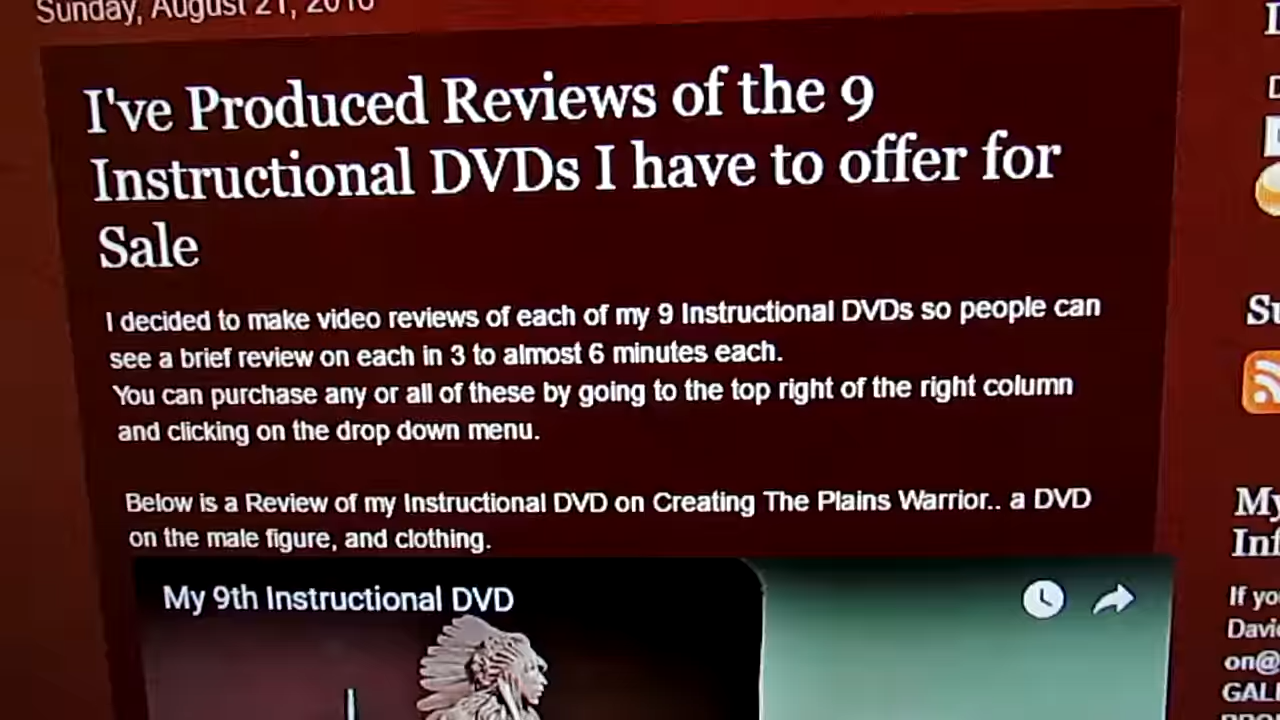 Sunday, August 21, 2016
I've Produced Reviews of the 9
Instructional DVDs I have to offer for
Sale
I decided to make video reviews of each of my 9 Instructional DVDs so people can
see a brief review on each in 3 to almost 6 minutes each.
You can purchase any or all of these by going to the top right of the right column
and clicking on the drop down menu.
Below is a Review of my Instructional DVD on Creating The Plains Warrior.. a DVD
on the male figure, and clothing.
My 9th Instructional DVD
My
If yo
on@